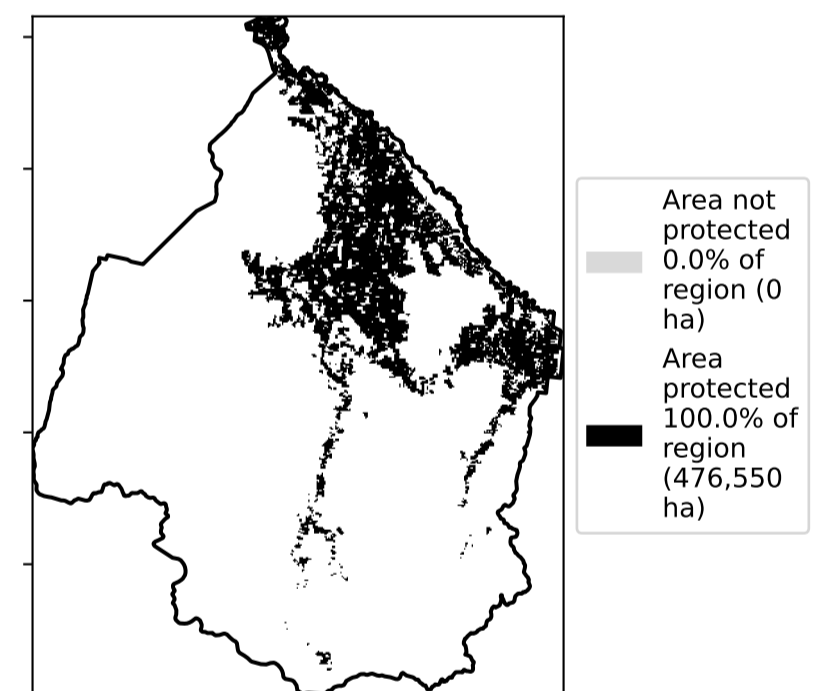 Area not
protected
0.0% of
region (0
ha)
Area
protected
100.0% of
region
(476,550
ha)